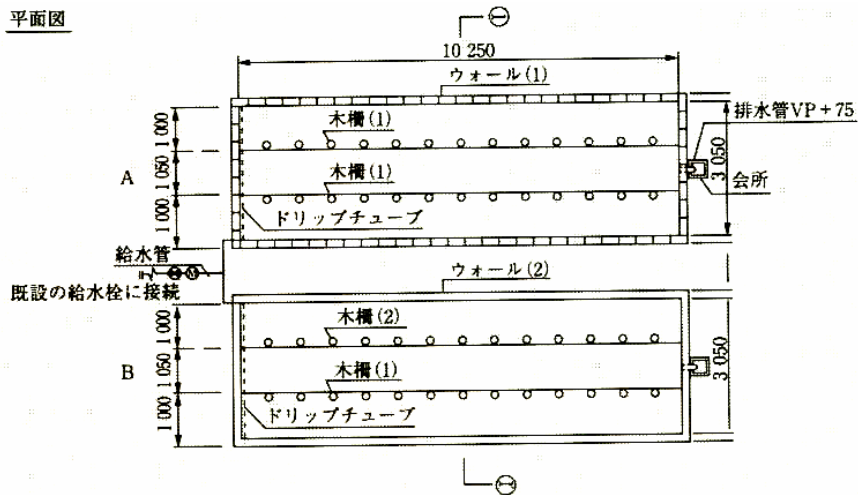 平面図
10 250
ウォール(1)
木柵(1)
排水管VP+75
1 000
A
1 050
木柵(1)
3 050
会所
1 000
ドリップチューブ
給水管
M
ウォール(2)
既設の給水栓に接続
木柵(2)
1 000
B
1 050
木柵(1)
3 050
1 000
ドリップチューブ